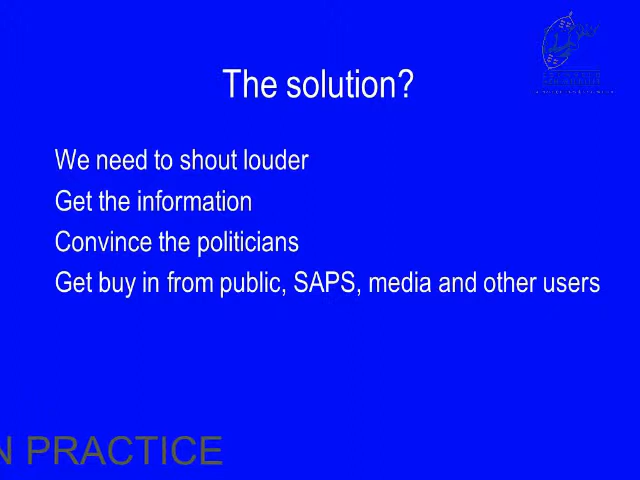 The solution?
We need to shout louder
Get the information
Convince the politicians
Get buy in from public, SAPS, media and other users
N PRACTICE